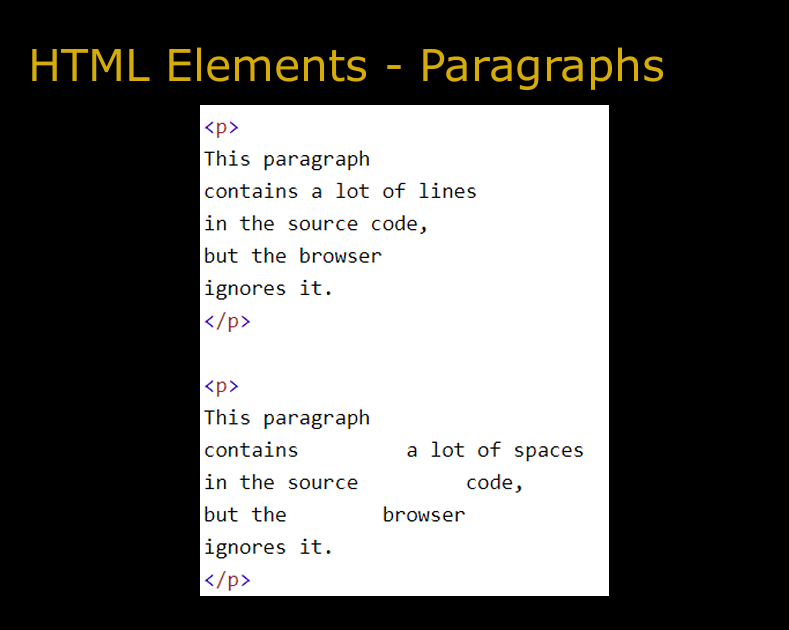 HTML Elements - Paragraphs
<p>
This paragraph
contains a lot of lines
in the source code,
but the browser
ignores it.
</p>
<p>
This paragraph
contains         a lot of spaces
in the source         code,
but the        browser
ignores it.
</p>